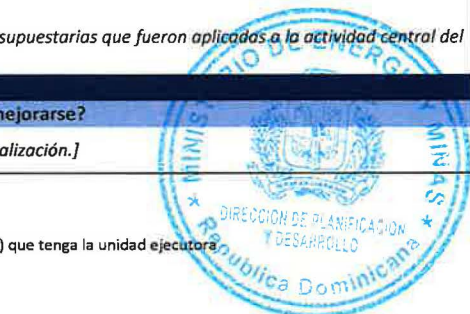 supuestarias que fueron aplicadas a la actividad central del
nejorarse?
alización.]
) que tenga la unidad ejecutora
MINISTERIO DE ENERGIA Y MINAS
DIRECCIÓN DE PLANIFICACIÓN
Y DESARROLLO
República Dominicana